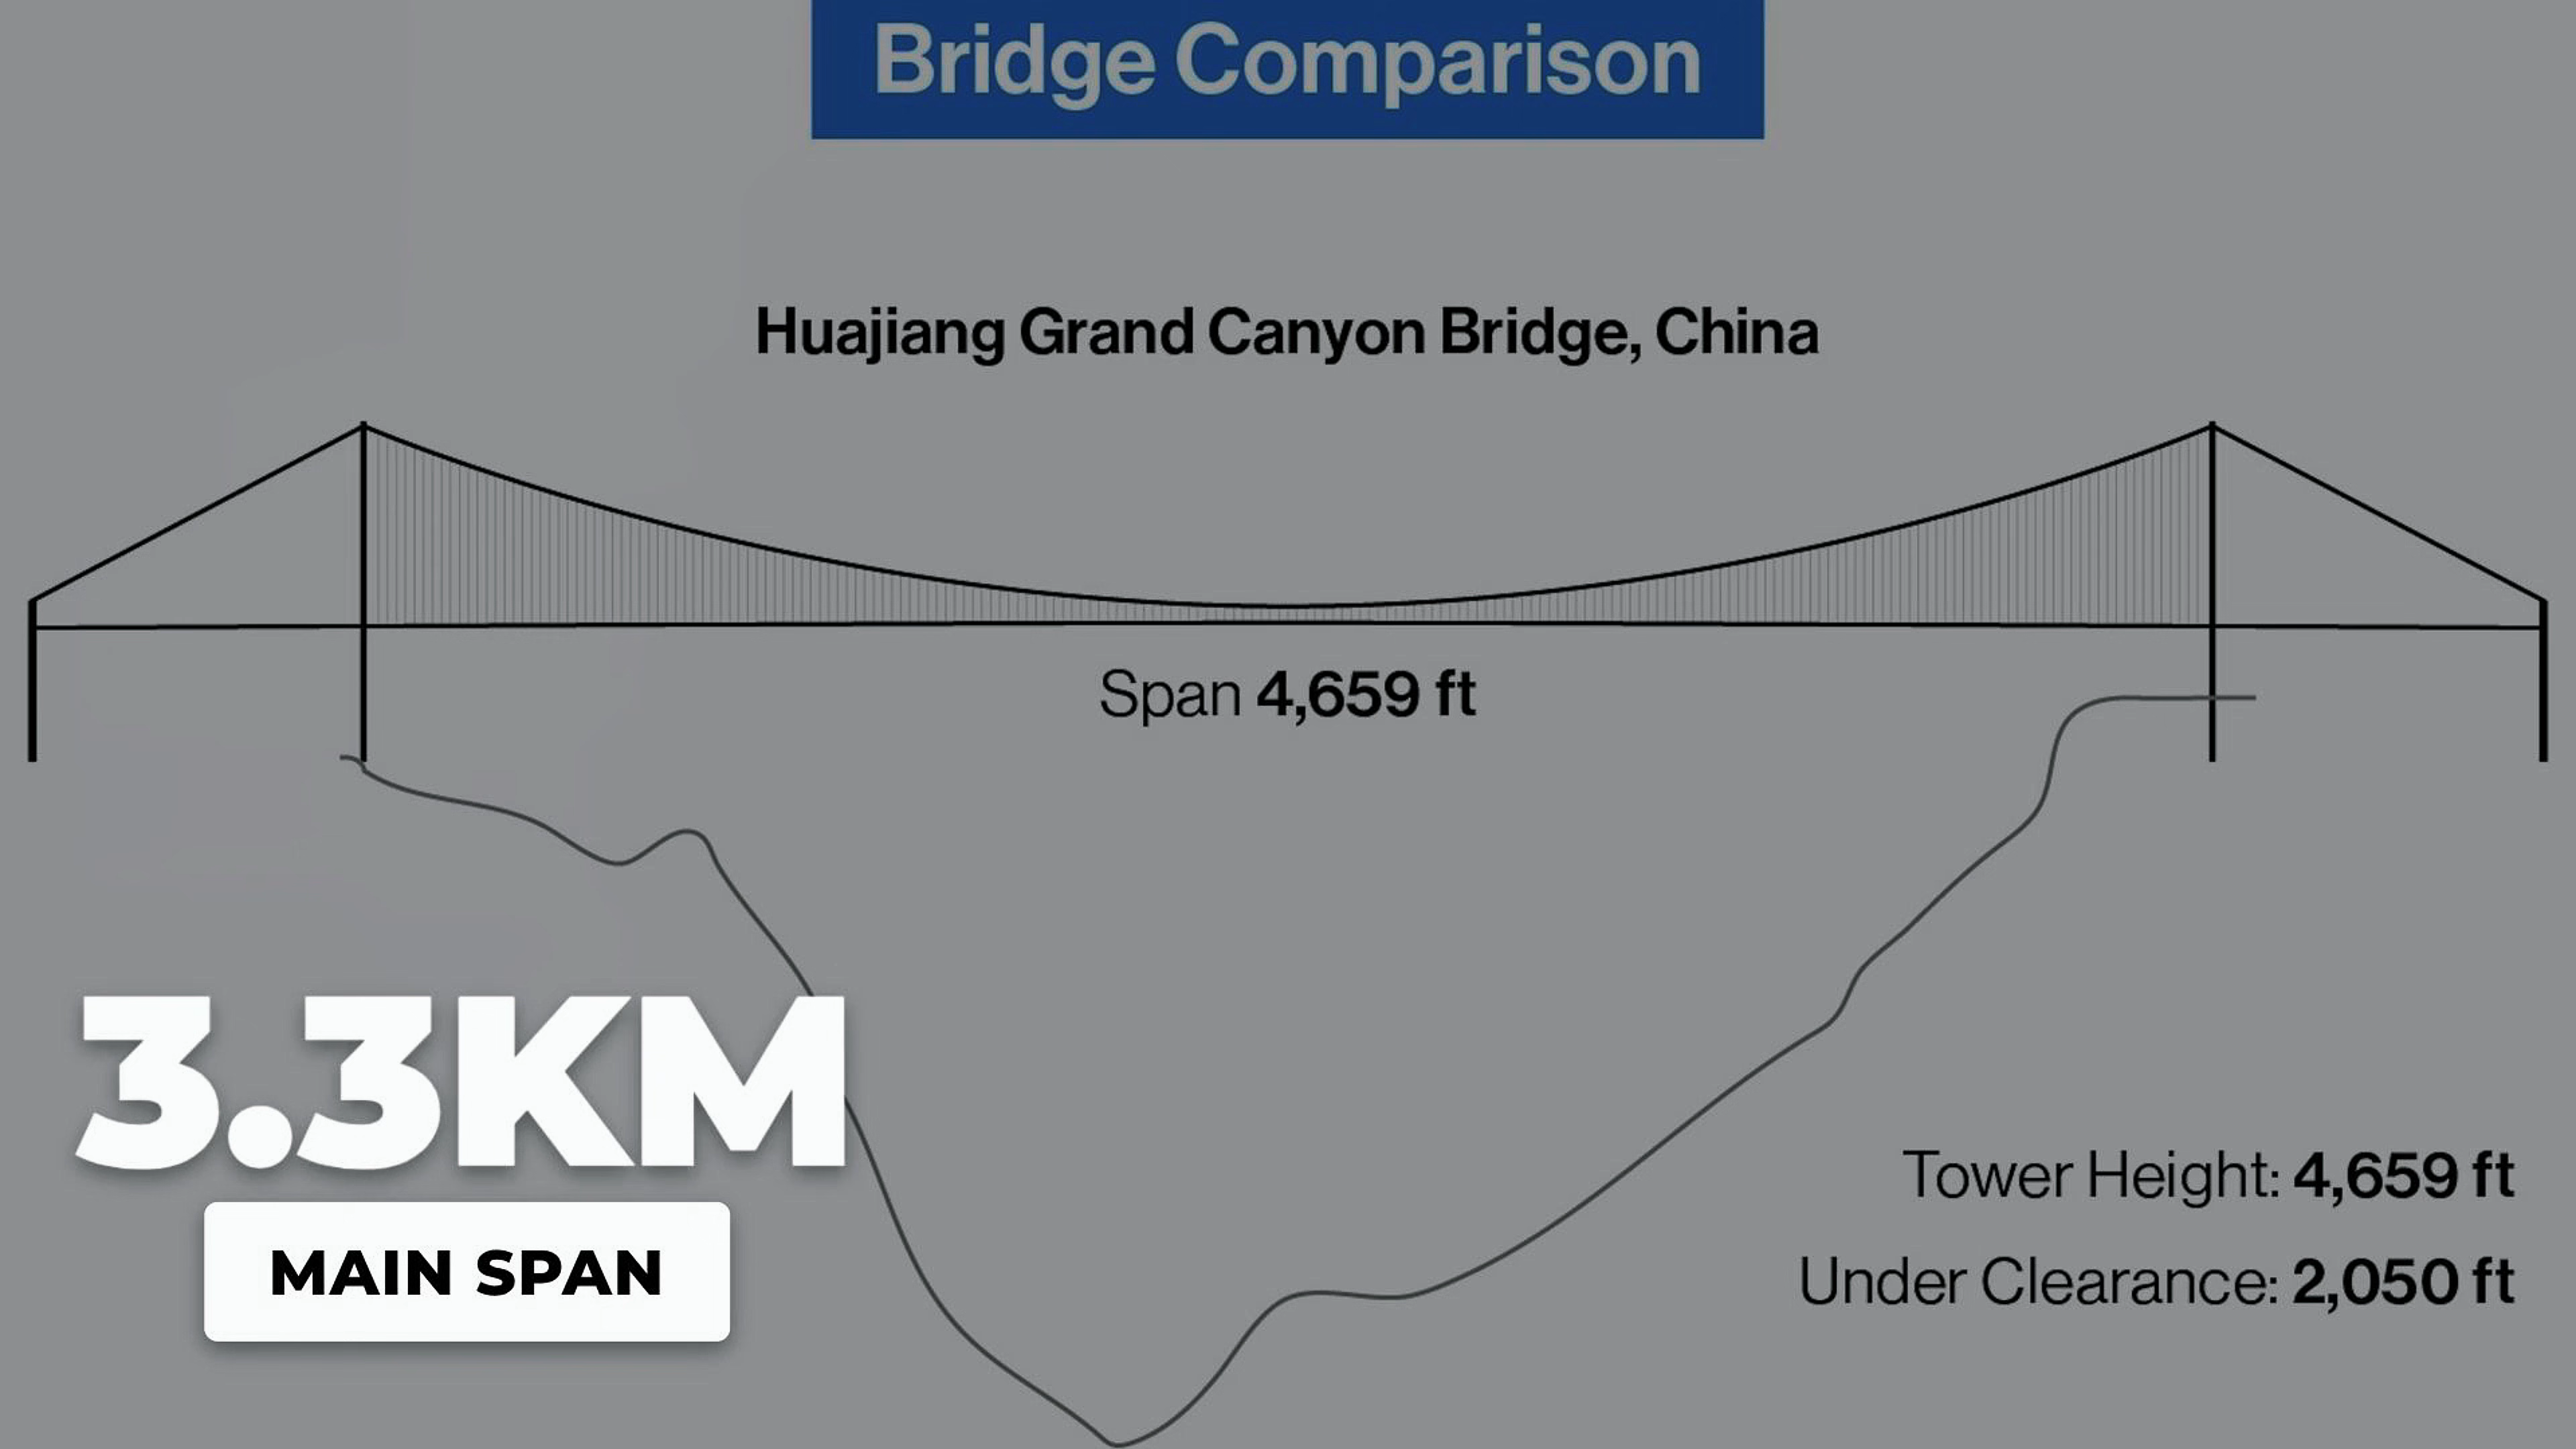 Bridge Comparison
Huajiang Grand Canyon Bridge, China
Span 4,659 ft
3.3KM
MAIN SPAN
Tower Height: 4,659 ft
Under Clearance: 2,050 ft